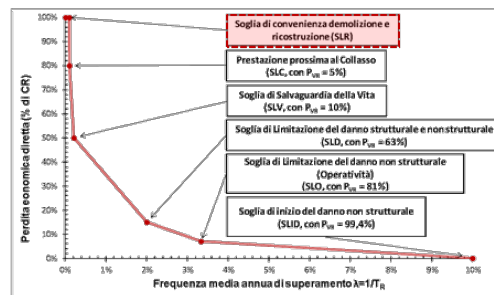 100%
90%
80%
70%
60%
50%
40%
30%
20%
10%
0%
Perdita economica diretta (% di CR)
Soglia di convenienza demolizione e
ricostruzione (SLR)
Prestazione prossima al Collasso
(SLC, con PVR = 5%)
Soglia di Salvaguardia della Vita
(SLV, con PVR = 10%)
Soglia di Limitazione del danno strutturale e non strutturale
(SLD, con PVR = 63%)
Soglia di Limitazione del danno non strutturale
(Operatività)
(SLO, con PVR = 81%)
Soglia di inizio del danno non strutturale
(SLID, con PVR = 99,4%)
0% 1% 2% 3% 4% 5% 6% 7% 8% 9% 10%
Frequenza media annua di superamento λ=1/TR